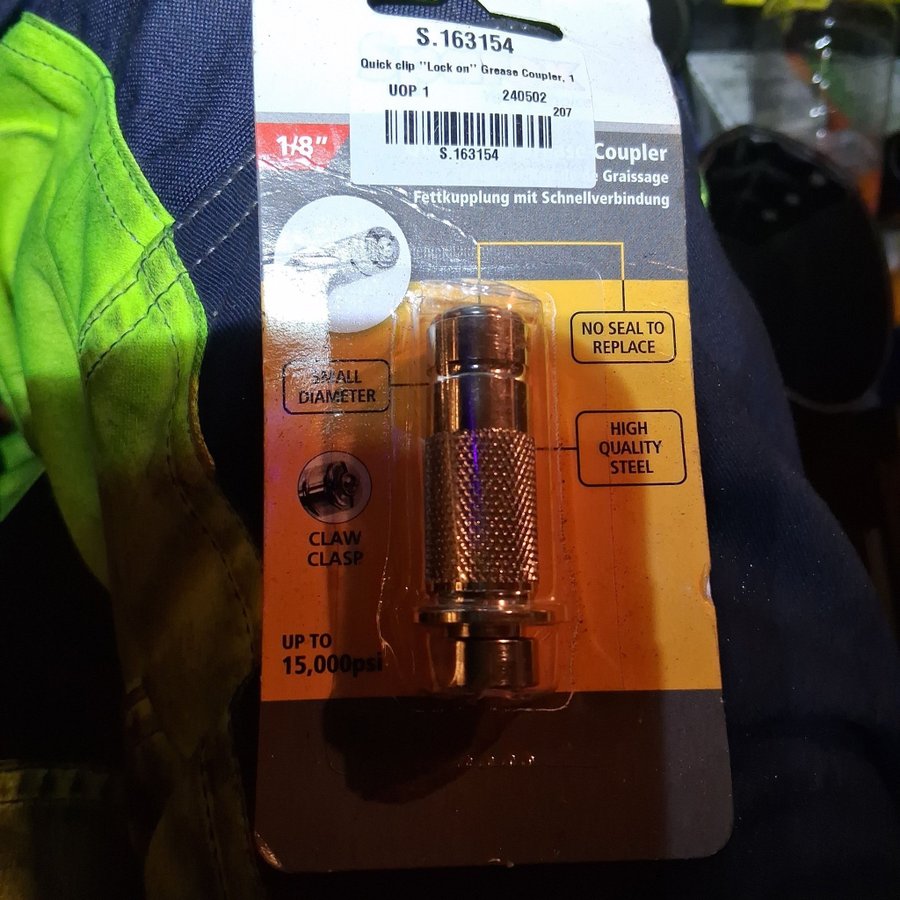 S.163154
Quick clip "Lock on" Grease Coupler, 1
UOP 1 240502
207
S.163154
1/8"
Coupler
Graissage
Fettkupplung mit Schnellverbindung
NO SEAL TO
REPLACE
SMALL
DIAMETER
HIGH
QUALITY
STEEL
CLAW
CLASP
UP TO
15,000psi